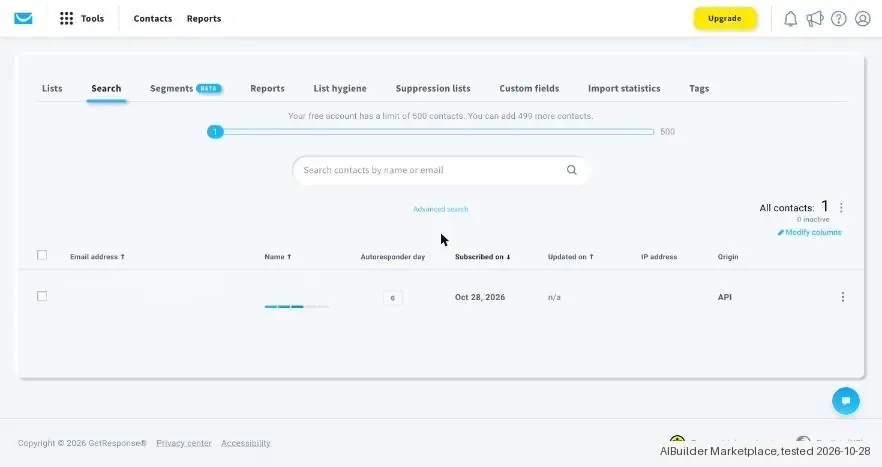 Tools Contacts Reports Upgrade
Lists Search Segments BETA Reports List hygiene Suppression lists Custom fields Import statistics Tags
Your free account has a limit of 500 contacts. You can add 499 more contacts.
1 500
Search contacts by name or email
Advanced search
All contacts: 1
0 inactive
Modify columns
Email address ↑ Name ↑ Autoresponder day Subscribed on ↓ Updated on ↑ IP address Origin
0 Oct 28, 2026 n/a API
Copyright © 2026 GetResponse® Privacy center Accessibility
AIBuilder Marketplace, tested 2026-10-28